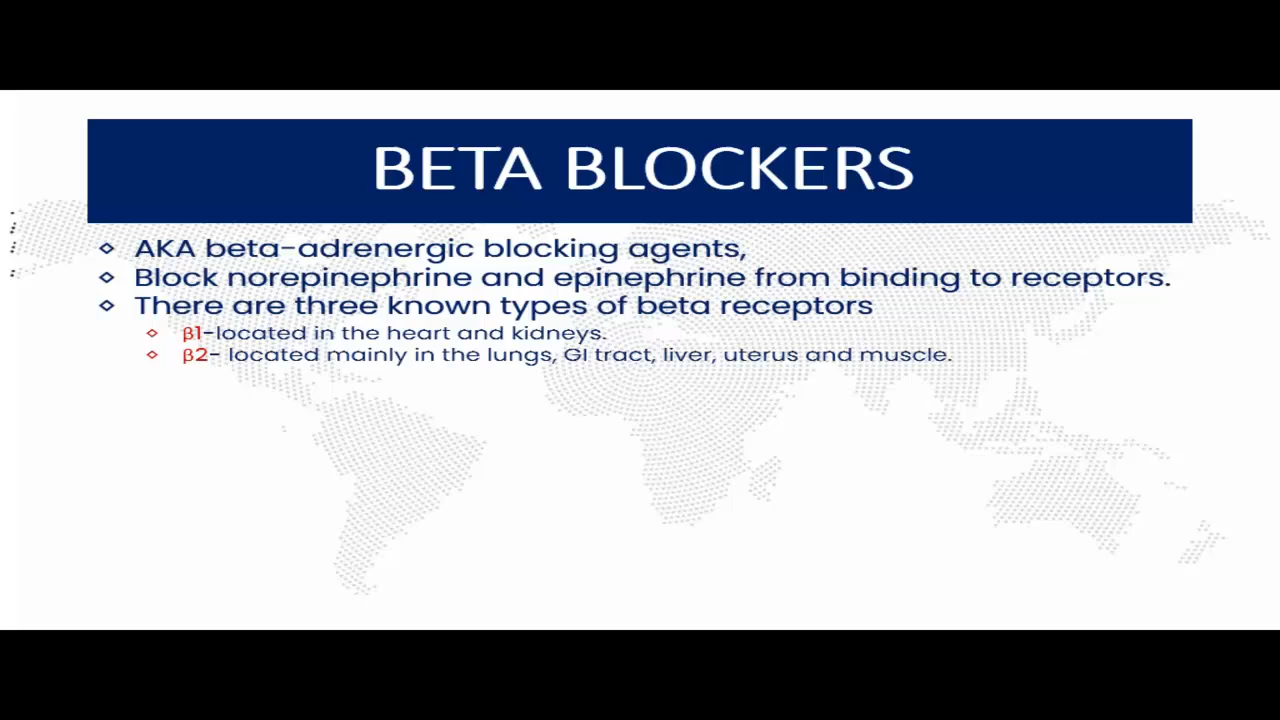 BETA BLOCKERS
AKA beta-adrenergic blocking agents,
Block norepinephrine and epinephrine from binding to receptors.
There are three known types of beta receptors
β1-located in the heart and kidneys.
β2- located mainly in the lungs, GI tract, liver, uterus and muscle.